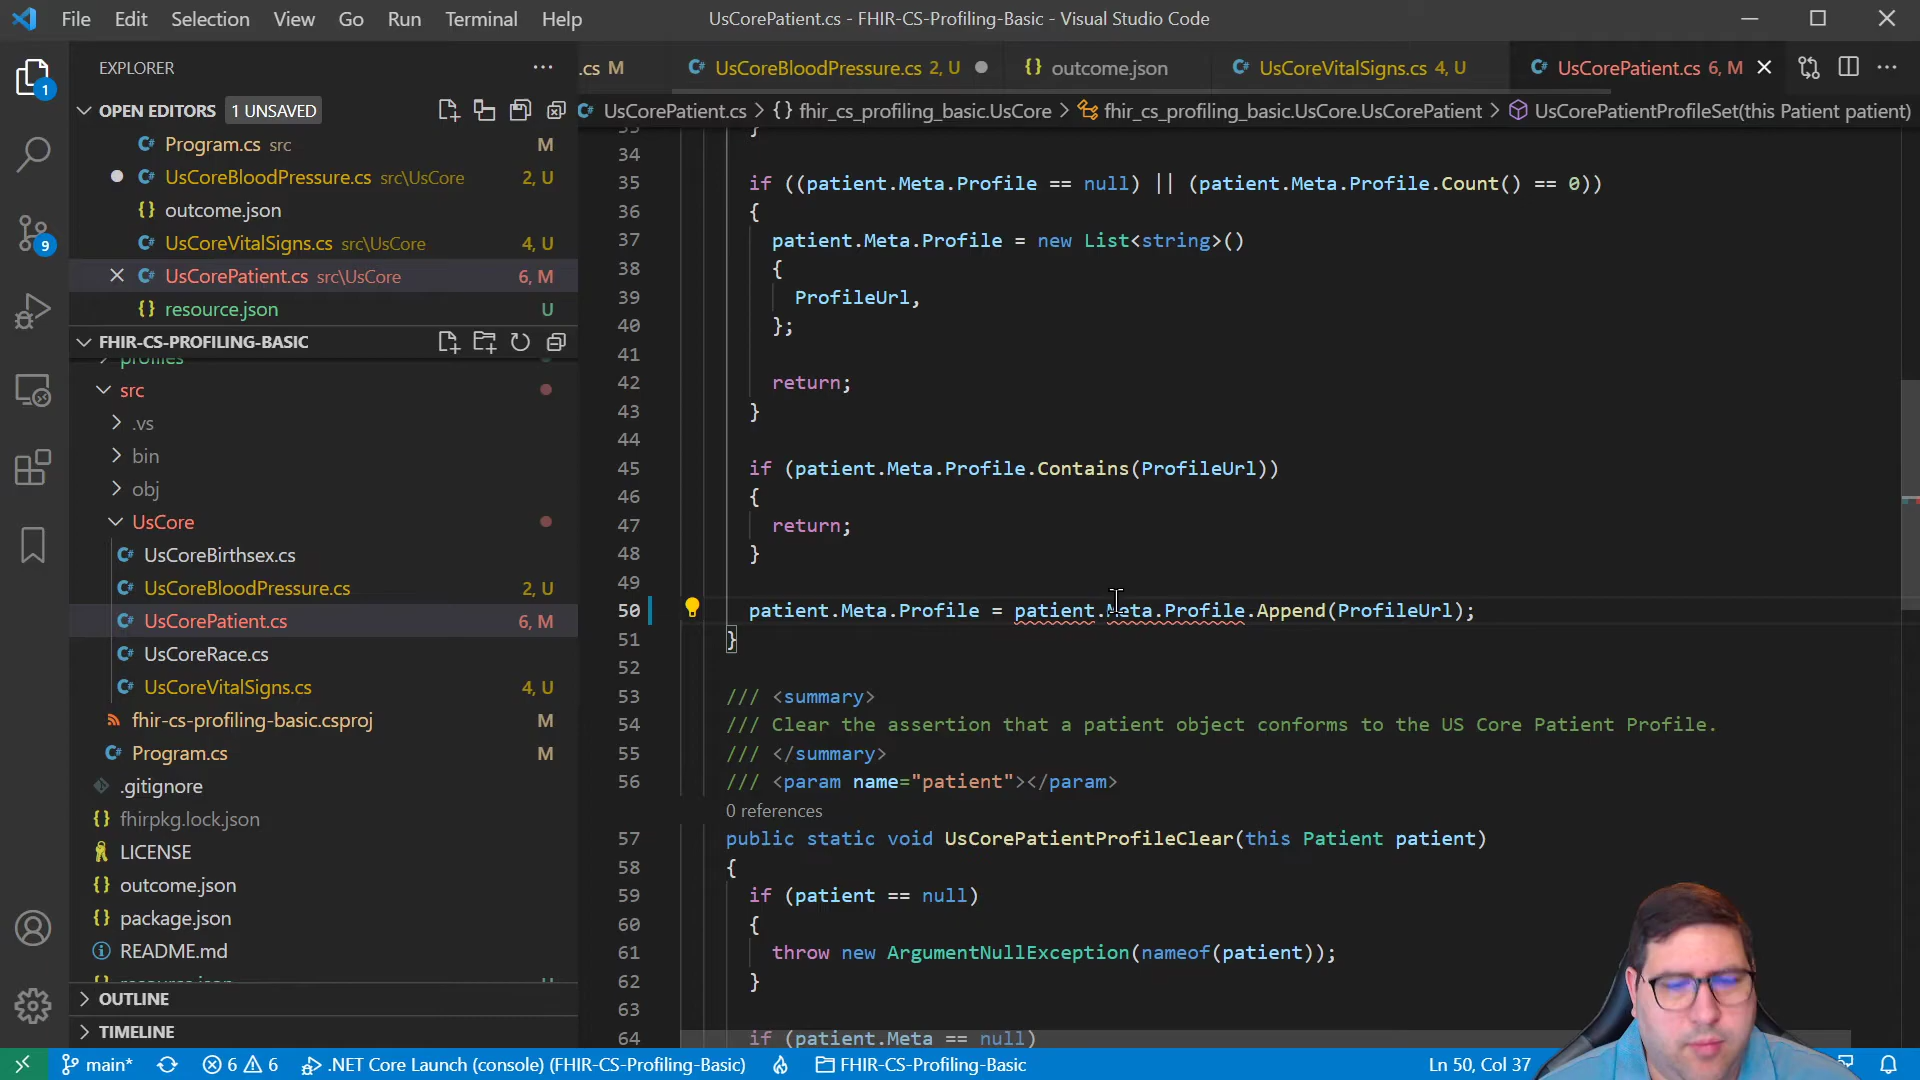 File Edit Selection View Go Run Terminal Help UsCorePatient.cs - FHIR-CS-Profiling-Basic - Visual Studio Code
EXPLORER
.cs M UsCoreBloodPressure.cs 2, U outcome.json UsCoreVitalSigns.cs 4, U UsCorePatient.cs 6, M
OPEN EDITORS 1 UNSAVED
UsCorePatient.cs > {} fhir_cs_profiling_basic.UsCore > fhir_cs_profiling_basic.UsCore.UsCorePatient > UsCorePatientProfileSet(this Patient patient)
Program.cs src M
UsCoreBloodPressure.cs src\UsCore 2, U
outcome.json
UsCoreVitalSigns.cs src\UsCore 4, U
UsCorePatient.cs src\UsCore 6, M
resource.json U
FHIR-CS-PROFILING-BASIC
profiles
src
.vs
bin
obj
UsCore
UsCoreBirthsex.cs
UsCoreBloodPressure.cs 2, U
UsCorePatient.cs 6, M
UsCoreRace.cs
UsCoreVitalSigns.cs 4, U
fhir-cs-profiling-basic.csproj M
Program.cs M
.gitignore
fhirpkg.lock.json
LICENSE
outcome.json
package.json
README.md
resource.json U
OUTLINE
TIMELINE
33 }
34
35 if ((patient.Meta.Profile == null) || (patient.Meta.Profile.Count() == 0))
36 {
37 patient.Meta.Profile = new List<string>()
38 {
39 ProfileUrl,
40 };
41
42 return;
43 }
44
45 if (patient.Meta.Profile.Contains(ProfileUrl))
46 {
47 return;
48 }
49
50 patient.Meta.Profile = patient.Meta.Profile.Append(ProfileUrl);
51 }
52
53 /// <summary>
54 /// Clear the assertion that a patient object conforms to the US Core Patient Profile.
55 /// </summary>
56 /// <param name="patient"></param>
0 references
57 public static void UsCorePatientProfileClear(this Patient patient)
58 {
59 if (patient == null)
60 {
61 throw new ArgumentNullException(nameof(patient));
62 }
63
64 if (patient.Meta == null)
main* 6 6 .NET Core Launch (console) (FHIR-CS-Profiling-Basic) FHIR-CS-Profiling-Basic Ln 50, Col 37
1
9